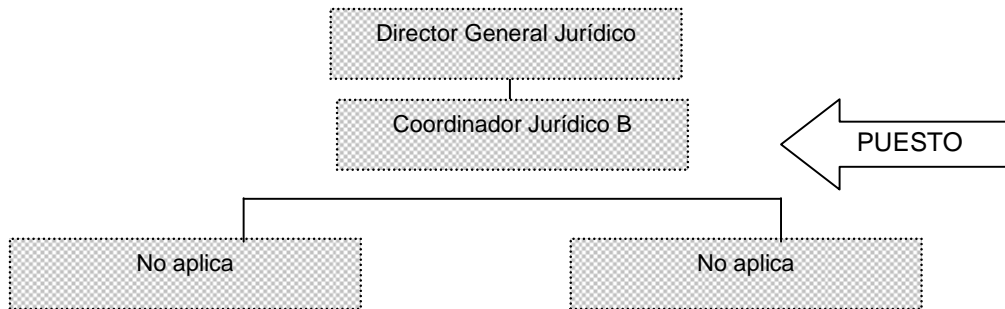 Director General Jurídico
Coordinador Jurídico B
PUESTO
No aplica
No aplica